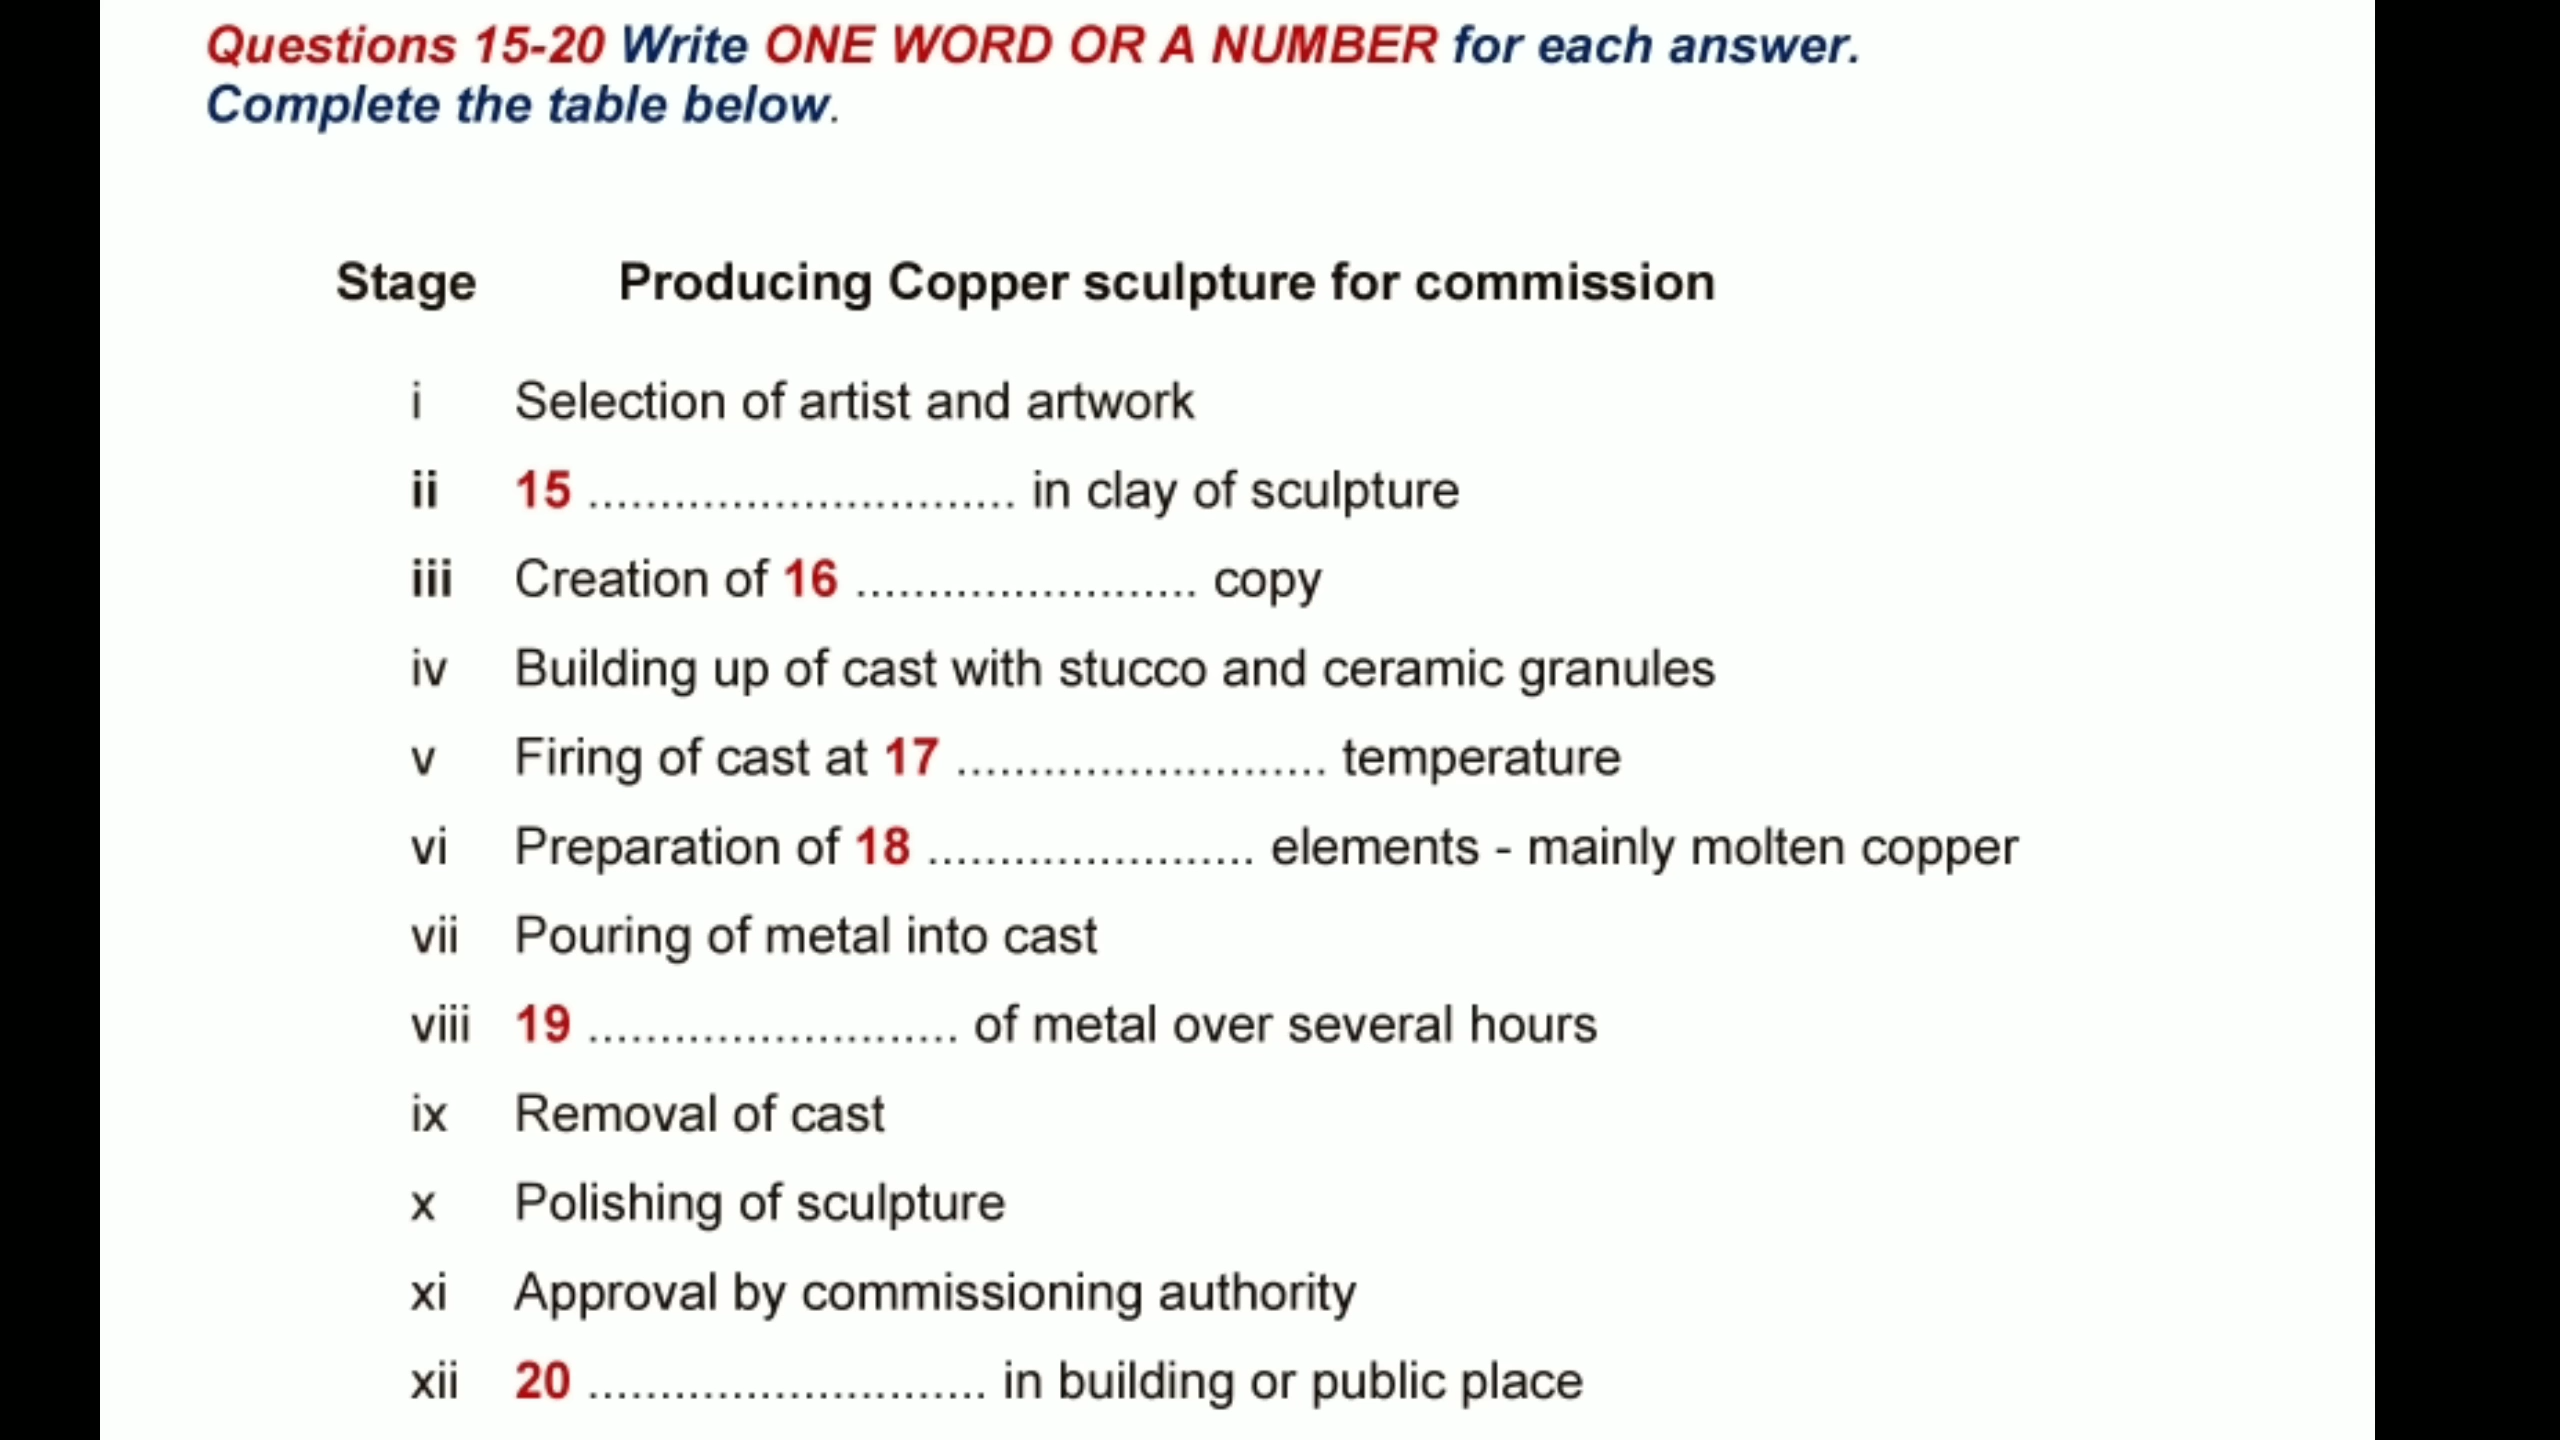 Questions 15-20 Write ONE WORD OR A NUMBER for each answer.
Complete the table below.
Stage Producing Copper sculpture for commission
i Selection of artist and artwork
ii 15 .............................. in clay of sculpture
iii Creation of 16 ........................ copy
iv Building up of cast with stucco and ceramic granules
v Firing of cast at 17 .......................... temperature
vi Preparation of 18 ....................... elements - mainly molten copper
vii Pouring of metal into cast
viii 19 .......................... of metal over several hours
ix Removal of cast
x Polishing of sculpture
xi Approval by commissioning authority
xii 20 ............................ in building or public place